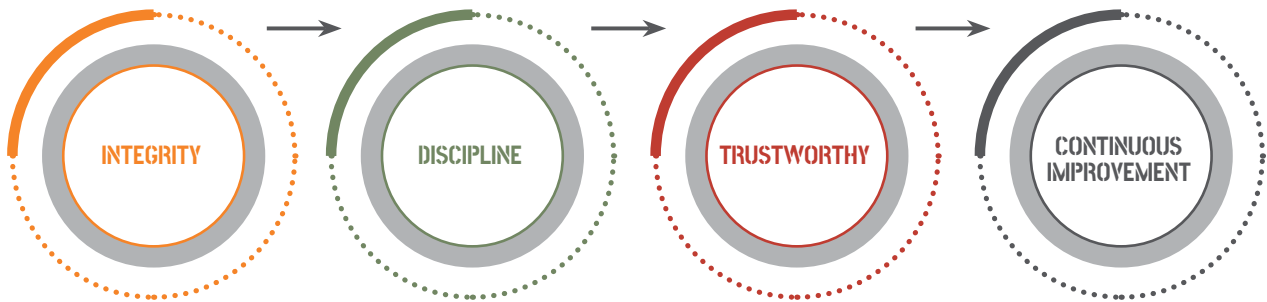 INTEGRITY
DISCIPLINE
TRUSTWORTHY
CONTINUOUS
IMPROVEMENT